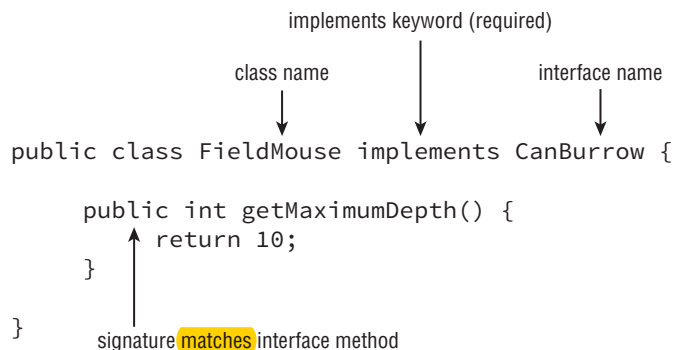 implements keyword (required)
class name
interface name
public class FieldMouse implements CanBurrow {
public int getMaximumDepth() {
return 10;
}
}
signature matches interface method